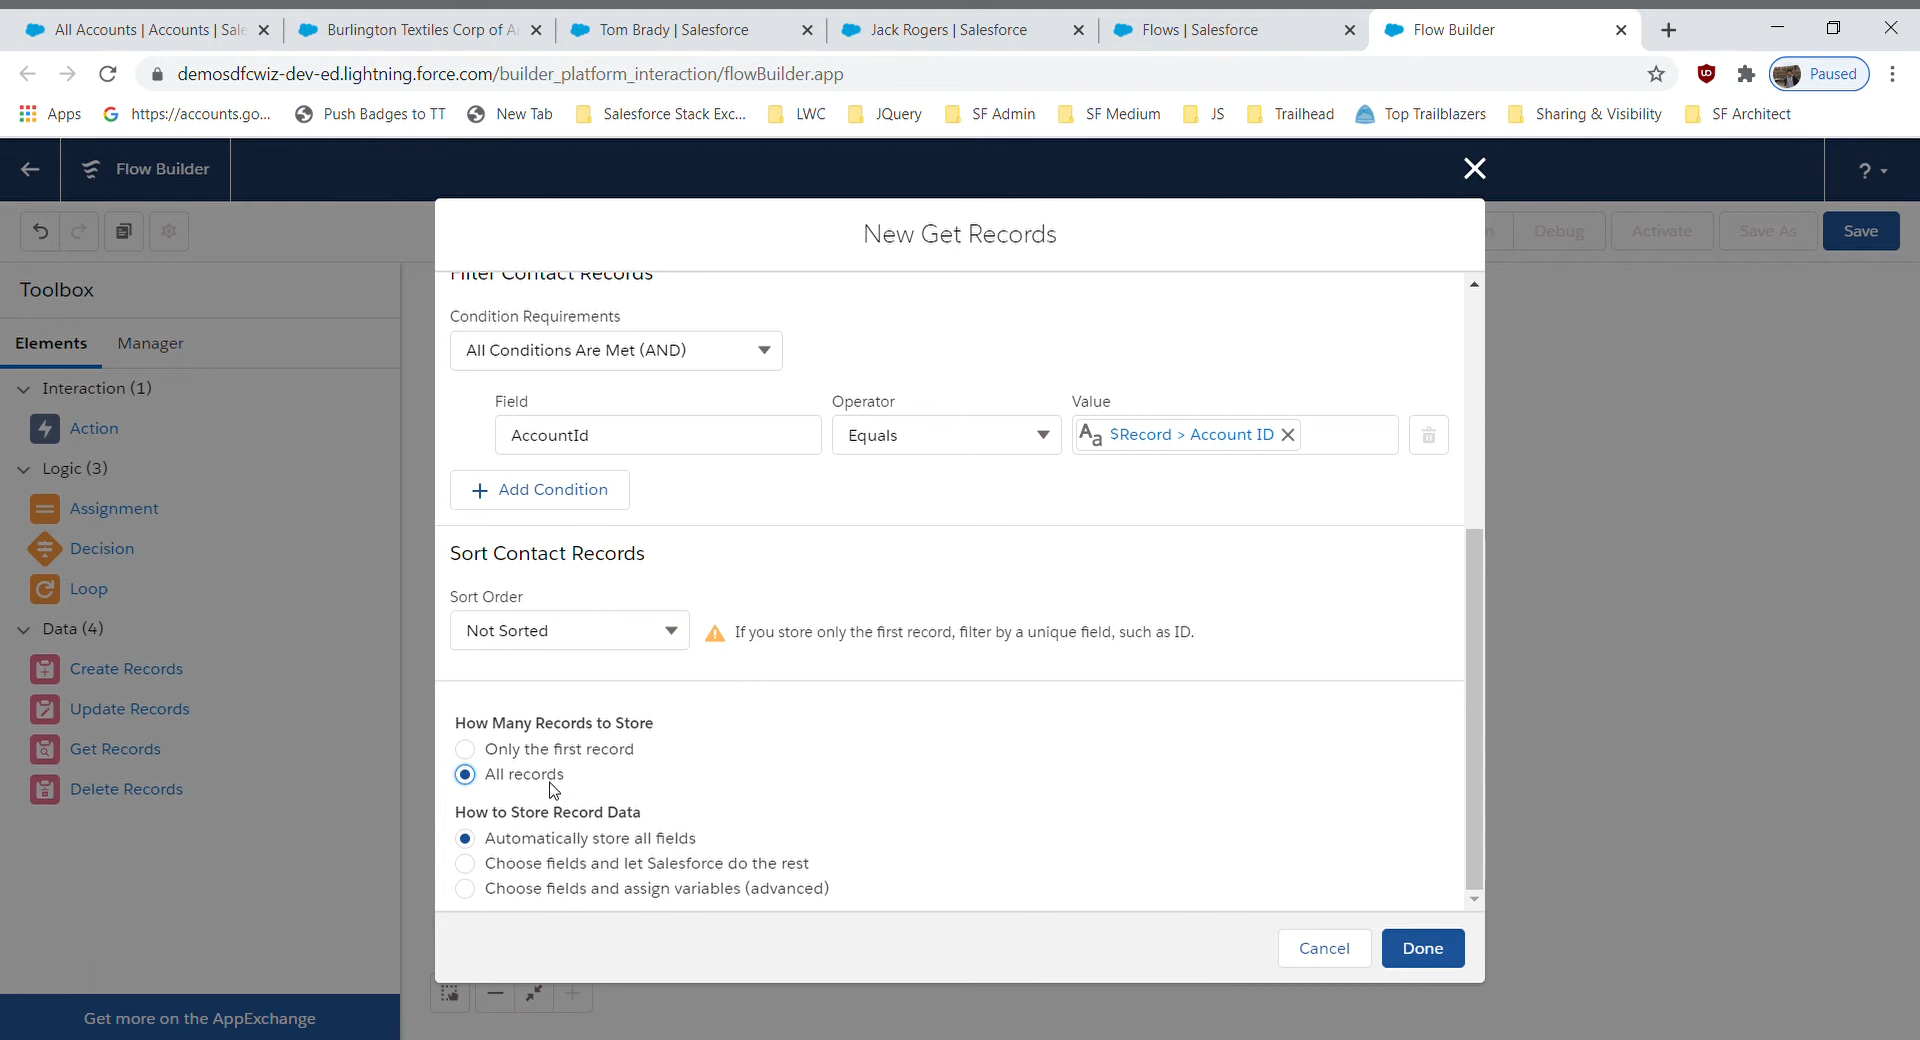 All Accounts | Accounts | Sale
Burlington Textiles Corp of A
Tom Brady | Salesforce
Jack Rogers | Salesforce
Flows | Salesforce
Flow Builder
demosdfcwiz-dev-ed.lightning.force.com/builder_platform_interaction/flowBuilder.app
Paused
Apps
https://accounts.go...
Push Badges to TT
New Tab
Salesforce Stack Exc...
LWC
JQuery
SF Admin
SF Medium
JS
Trailhead
Top Trailblazers
Sharing & Visibility
SF Architect
Flow Builder
?
New Get Records
Debug
Activate
Save As
Save
Toolbox
Elements
Manager
Interaction (1)
Action
Logic (3)
Assignment
Decision
Loop
Data (4)
Create Records
Update Records
Get Records
Delete Records
Get more on the AppExchange
Filter Contact Records
Condition Requirements
All Conditions Are Met (AND)
Field
Operator
Value
AccountId
Equals
Aa $Record > Account ID
+ Add Condition
Sort Contact Records
Sort Order
Not Sorted
If you store only the first record, filter by a unique field, such as ID.
How Many Records to Store
Only the first record
All records
How to Store Record Data
Automatically store all fields
Choose fields and let Salesforce do the rest
Choose fields and assign variables (advanced)
Cancel
Done